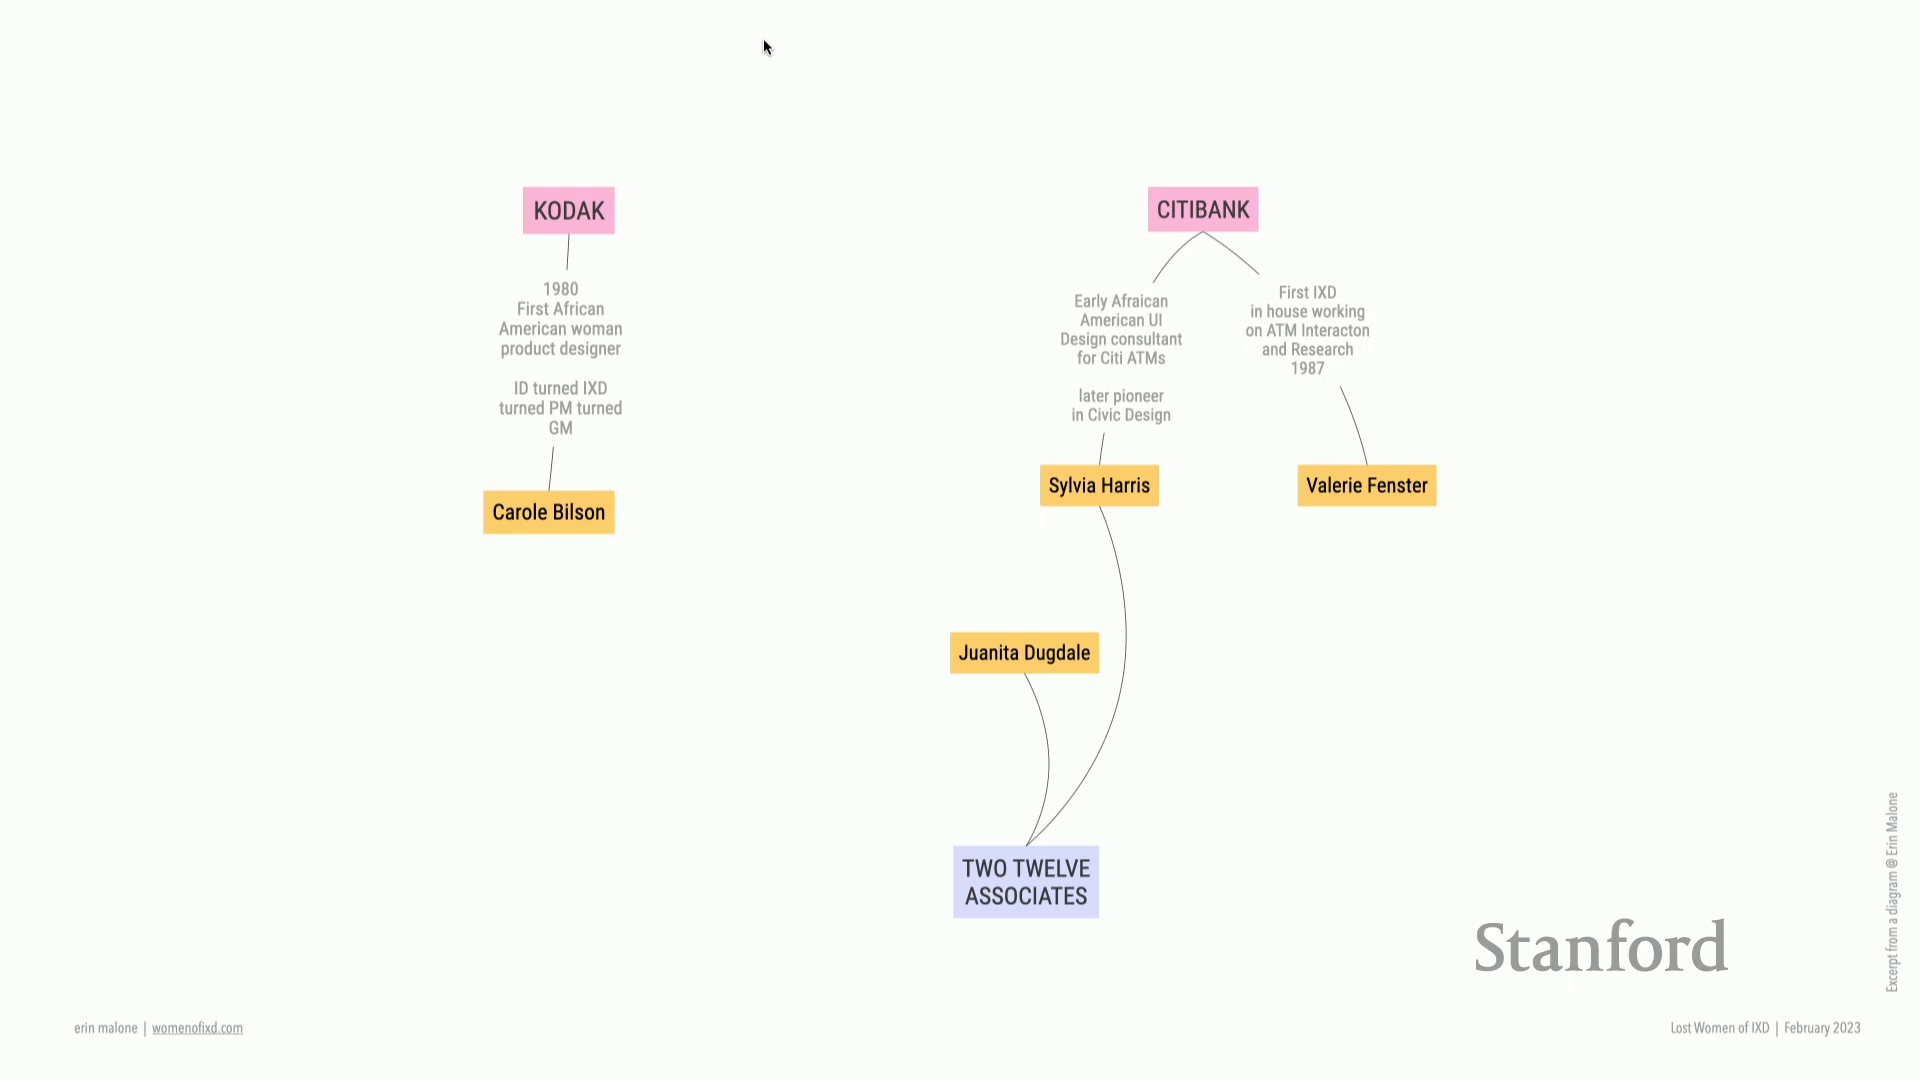 KODAK
1980
First African
American woman
product designer
ID turned IXD
turned PM turned
GM
Carole Bilson
CITIBANK
Early Afraican
American UI
Design consultant
for Citi ATMs
later pioneer
in Civic Design
Sylvia Harris
First IXD
in house working
on ATM Interacton
and Research
1987
Valerie Fenster
Juanita Dugdale
TWO TWELVE
ASSOCIATES
Stanford
Excerpt from a diagram @ Erin Malone
erin malone | womenofixd.com
Lost Women of IXD | February 2023